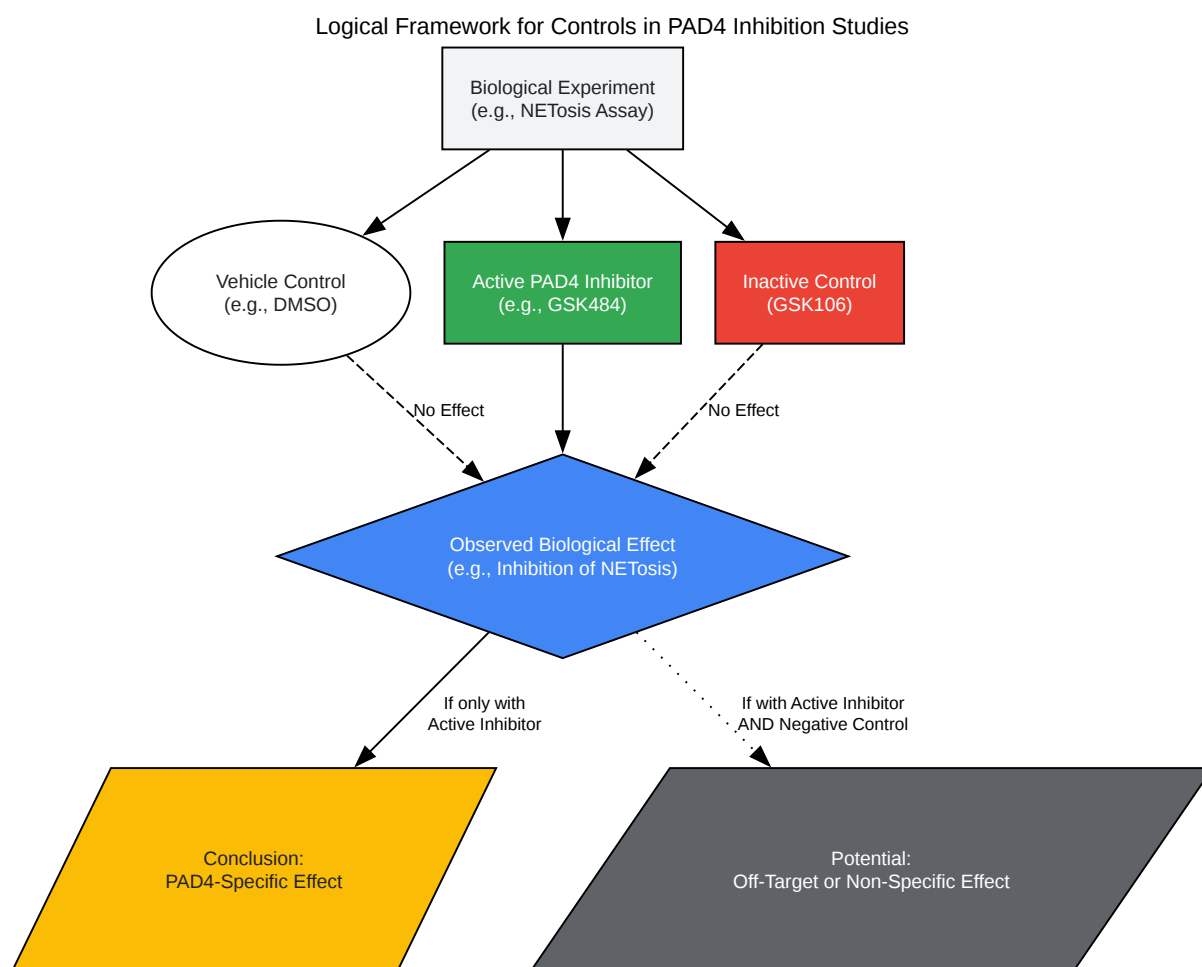 Logical Framework for Controls in PAD4 Inhibition Studies
Biological Experiment
(e.g., NETosis Assay)
Vehicle Control
(e.g., DMSO)
Active PAD4 Inhibitor
(e.g., GSK484)
Inactive Control
(GSK106)
No Effect
No Effect
Observed Biological Effect
(e.g., Inhibition of NETosis)
If only with
Active Inhibitor
If with Active Inhibitor
AND Negative Control
Conclusion:
PAD4-Specific Effect
Potential:
Off-Target or Non-Specific Effect